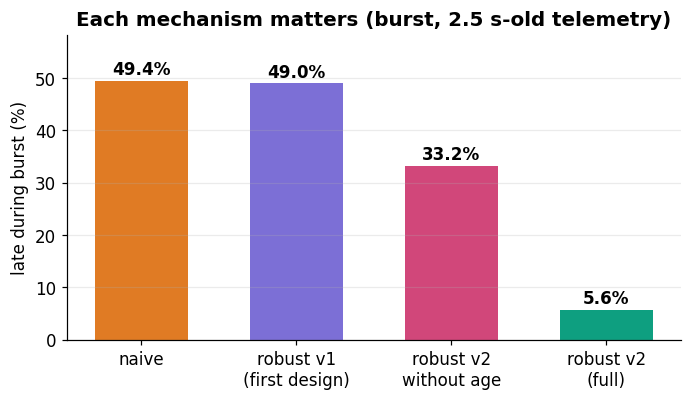 Each mechanism matters (burst, 2.5 s-old telemetry)
late during burst (%)
50
40
30
20
10
0
49.4%
49.0%
33.2%
5.6%
naive
robust v1
(first design)
robust v2
without age
robust v2
(full)